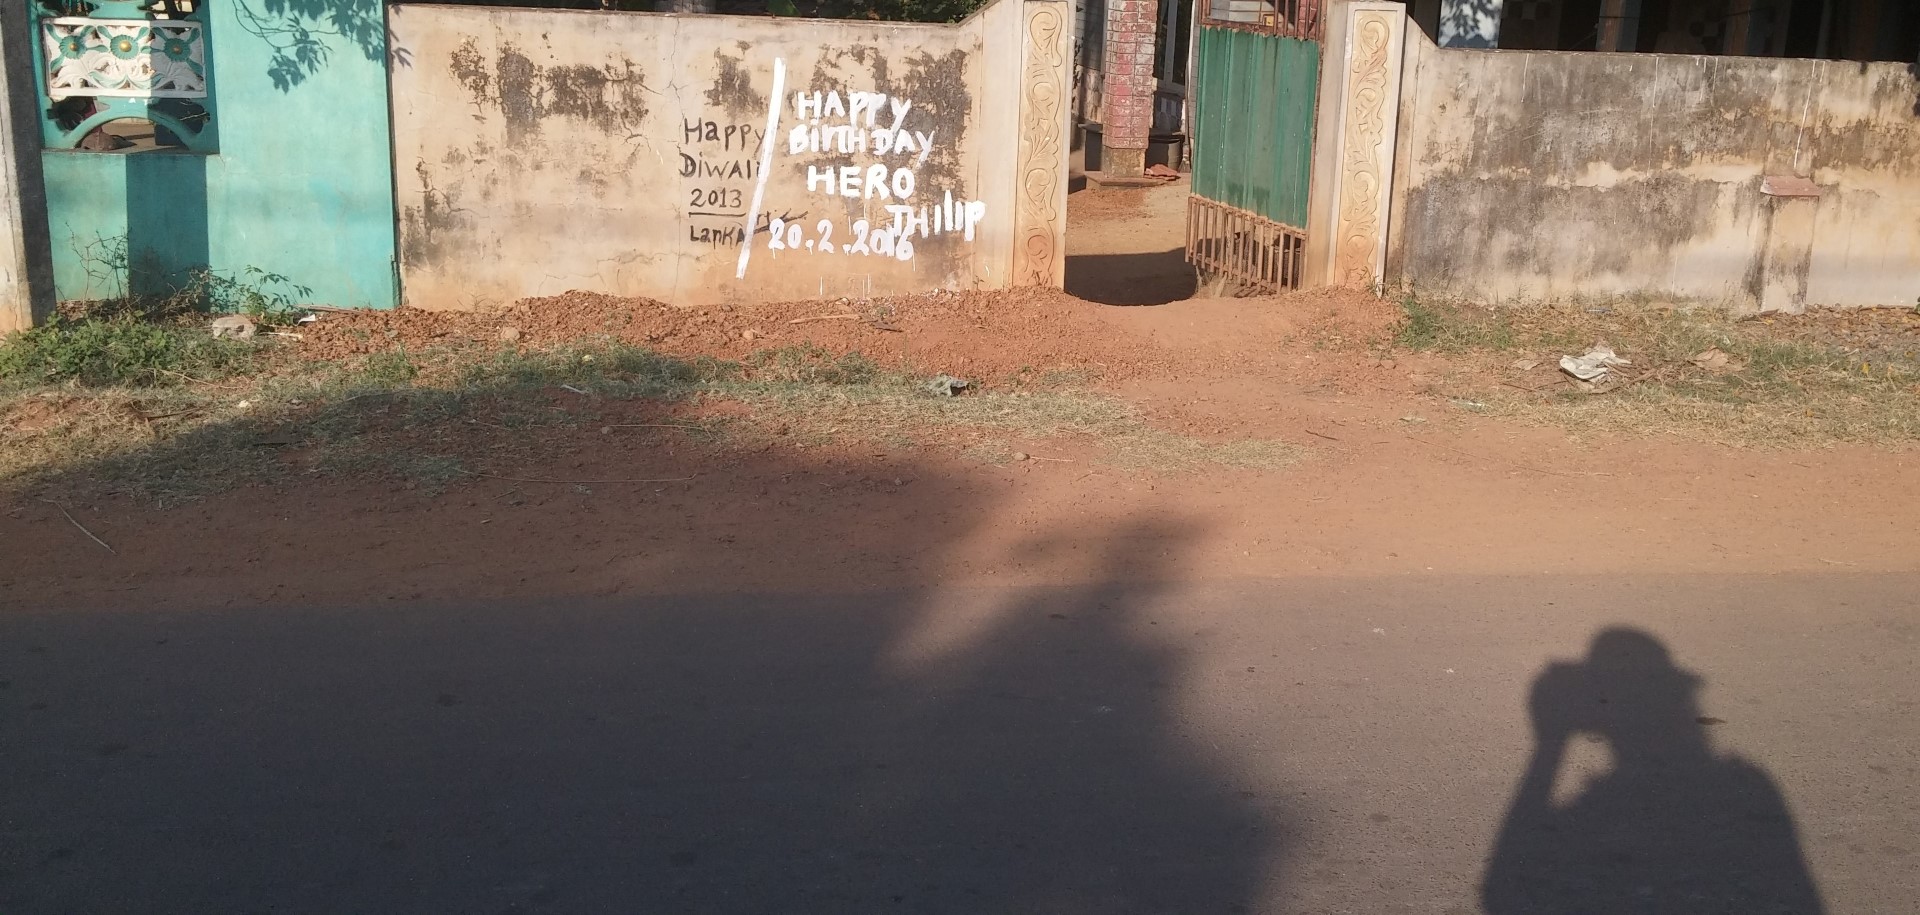 Happy
Diwali
2013
Lanka
HAPPY
BIRTHDAY
HERO
THILIP
20.2.2016